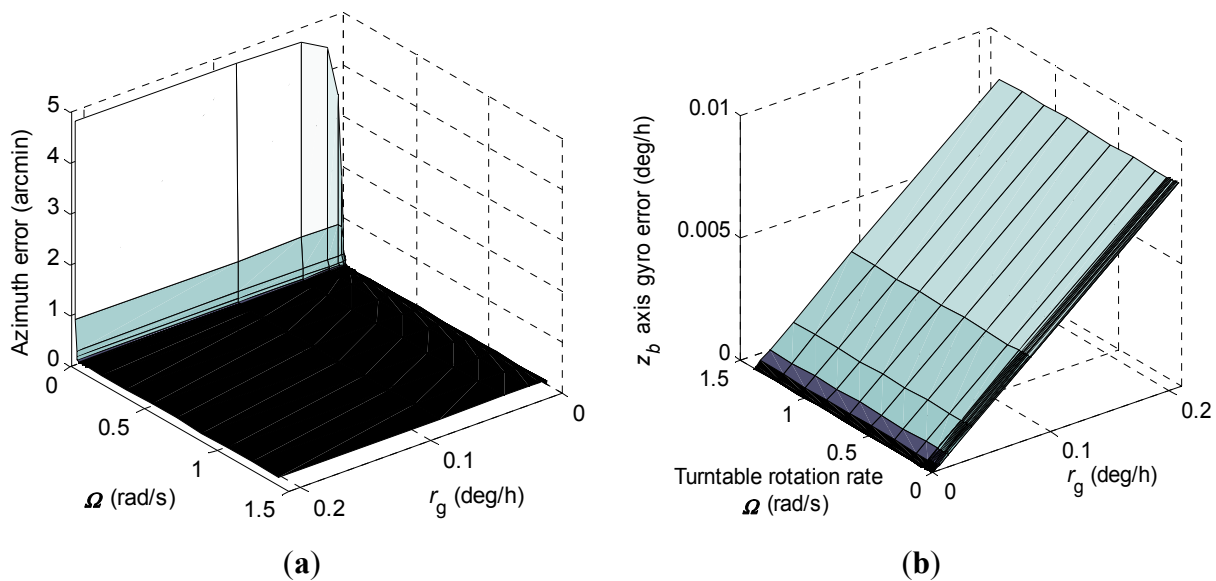 Azimuth error (arcmin)
5
4
3
2
1
0
0
0.5
1
1.5
Ω (rad/s)
0
0.1
0.2
r_g (deg/h)
(a)
z_b axis gyro error (deg/h)
0.01
0.005
0
1.5
1
0.5
0
Turntable rotation rate
Ω (rad/s)
0
0.1
0.2
r_g (deg/h)
(b)